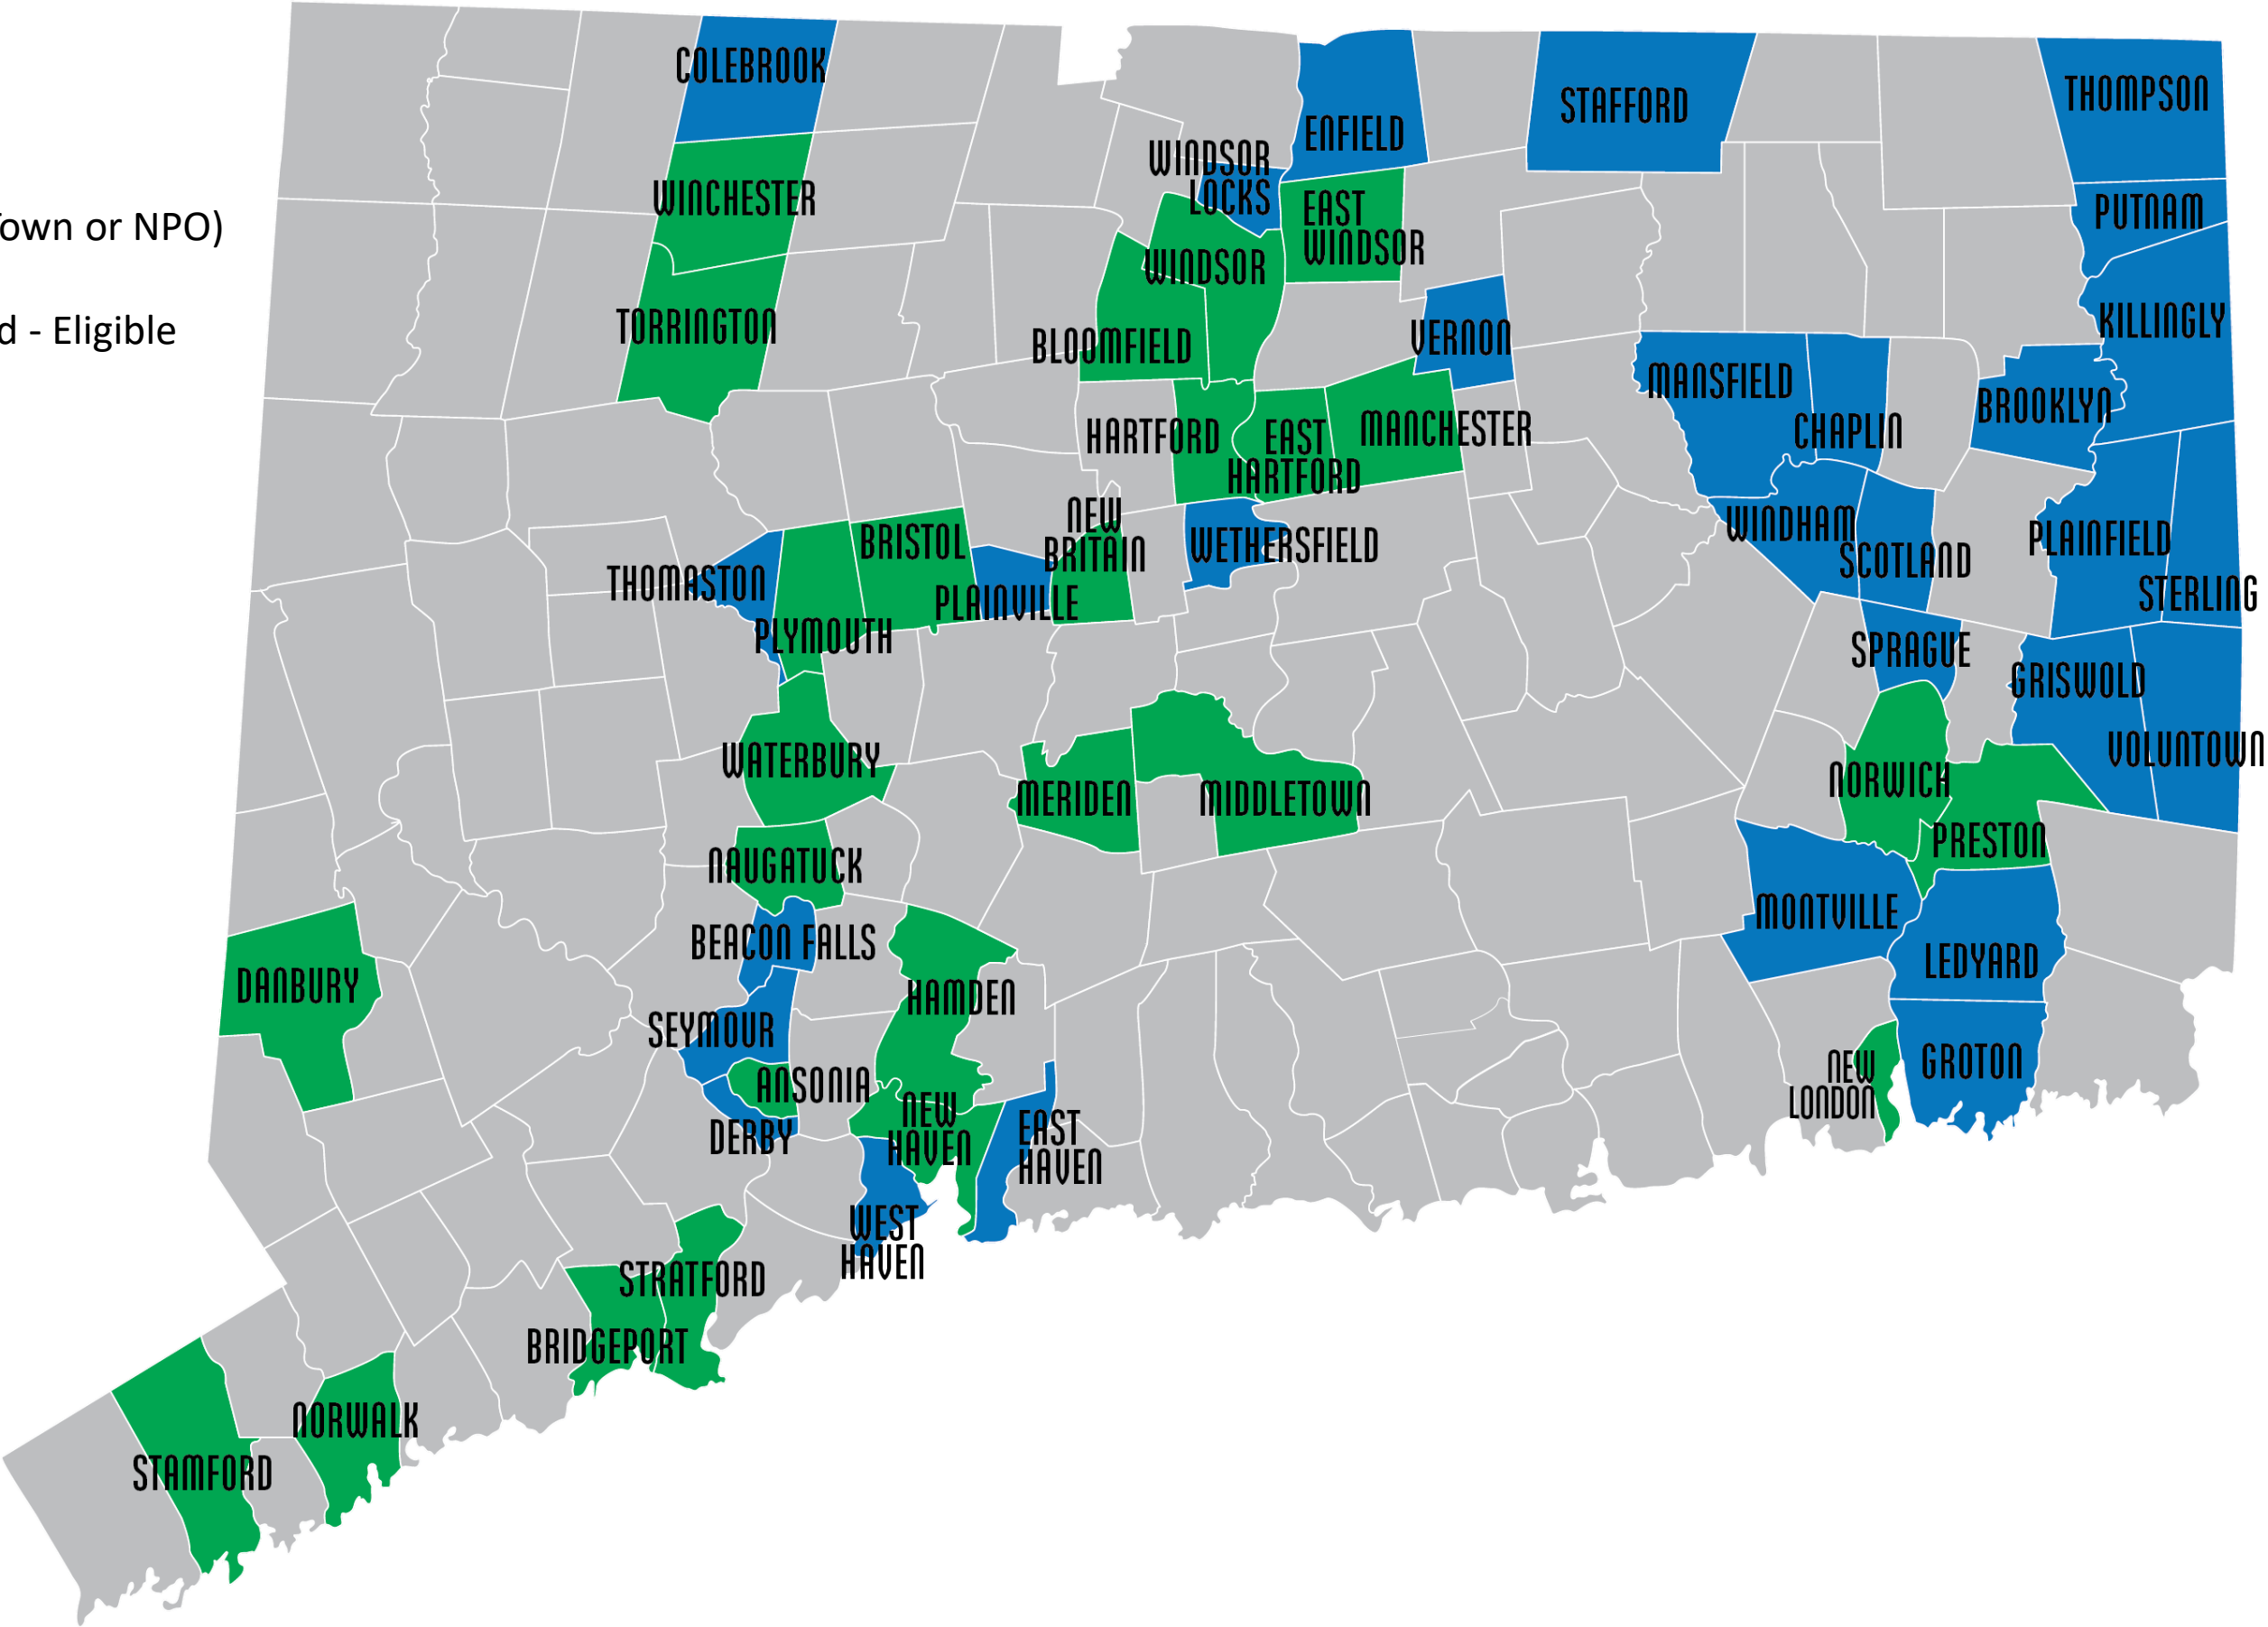 COLEBROOK
THOMPSON
STAFFORD
ENFIELD
WINDSOR
LOCKS
WINCHESTER
EAST
WINDSOR
PUTNAM
or NPO)
WINDSOR
KILLINGLY
TORRINGTON
- Eligible
VERNON
BLOOMFIELD
MANSFIELD
BROOKLYN
CHAPLIN
MANCHESTER
HARTFORD
EAST
HARTFORD
NEW
BRITAIN
WINDHAM
PLAINFIELD
BRISTOL
WETHERSFIELD
SCOTLAND
THOMASTON
STERLING
PLAINVILLE
PLYMOUTH
SPRAGUE
GRISWOLD
VOLUNTOWN
WATERBURY
NORWICH
MERIDEN
MIDDLETOWN
PRESTON
NAUGATUCK
MONTVILLE
BEACON FALLS
LEDYARD
DANBURY
HAMDEN
SEYMOUR
GROTON
NEW
LONDON
ANSONIA
NEW
HAVEN
EAST
HAVEN
DERBY
WEST
HAVEN
STRATFORD
BRIDGEPORT
NORWALK
STAMFORD